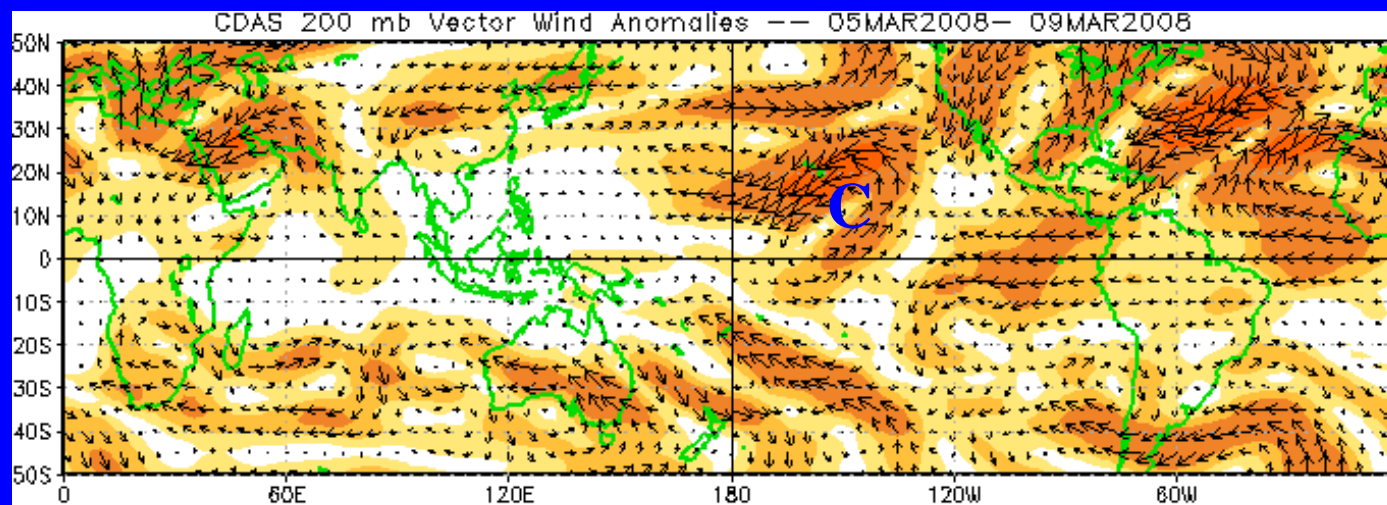 CDAS 200 mb Vector Wind Anomalies -- 05MAR2008- 09MAR2008
50N
40N
30N
20N
10N
0
10S
20S
30S
40S
50S
C
0 60E 120E 180 120W 60W